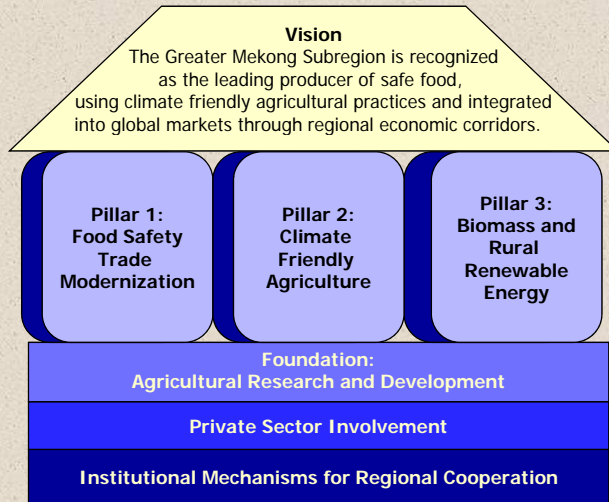 Vision
The Greater Mekong Subregion is recognized
as the leading producer of safe food,
using climate friendly agricultural practices and integrated
into global markets through regional economic corridors.
Pillar 1:
Food Safety
Trade
Modernization
Pillar 2:
Climate
Friendly
Agriculture
Pillar 3:
Biomass and
Rural
Renewable
Energy
Foundation:
Agricultural Research and Development
Private Sector Involvement
Institutional Mechanisms for Regional Cooperation